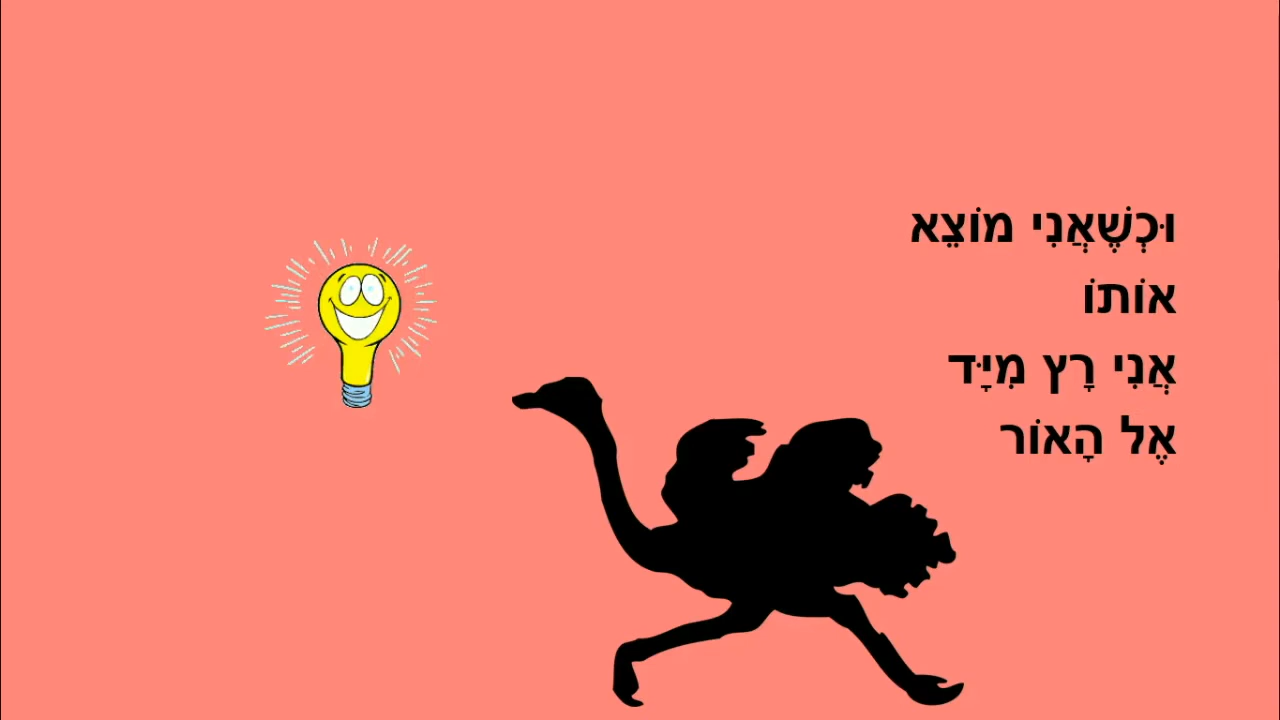 וּכְשֶׁאֲנִי מוֹצֵא
אוֹתוֹ
אֲנִי רָץ מִיָּד
אֶל הָאוֹר